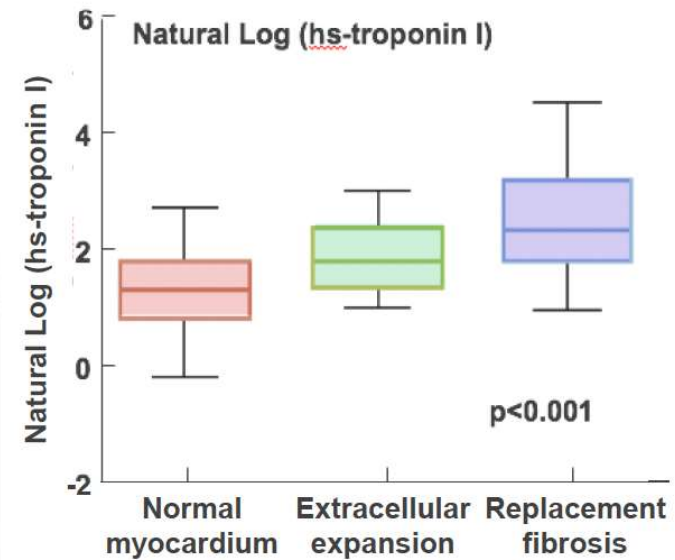 Natural Log (hs-troponin I)
Natural Log (hs-troponin I)
6
4
2
0
-2
p<0.001
Normal
myocardium
Extracellular
expansion
Replacement
fibrosis